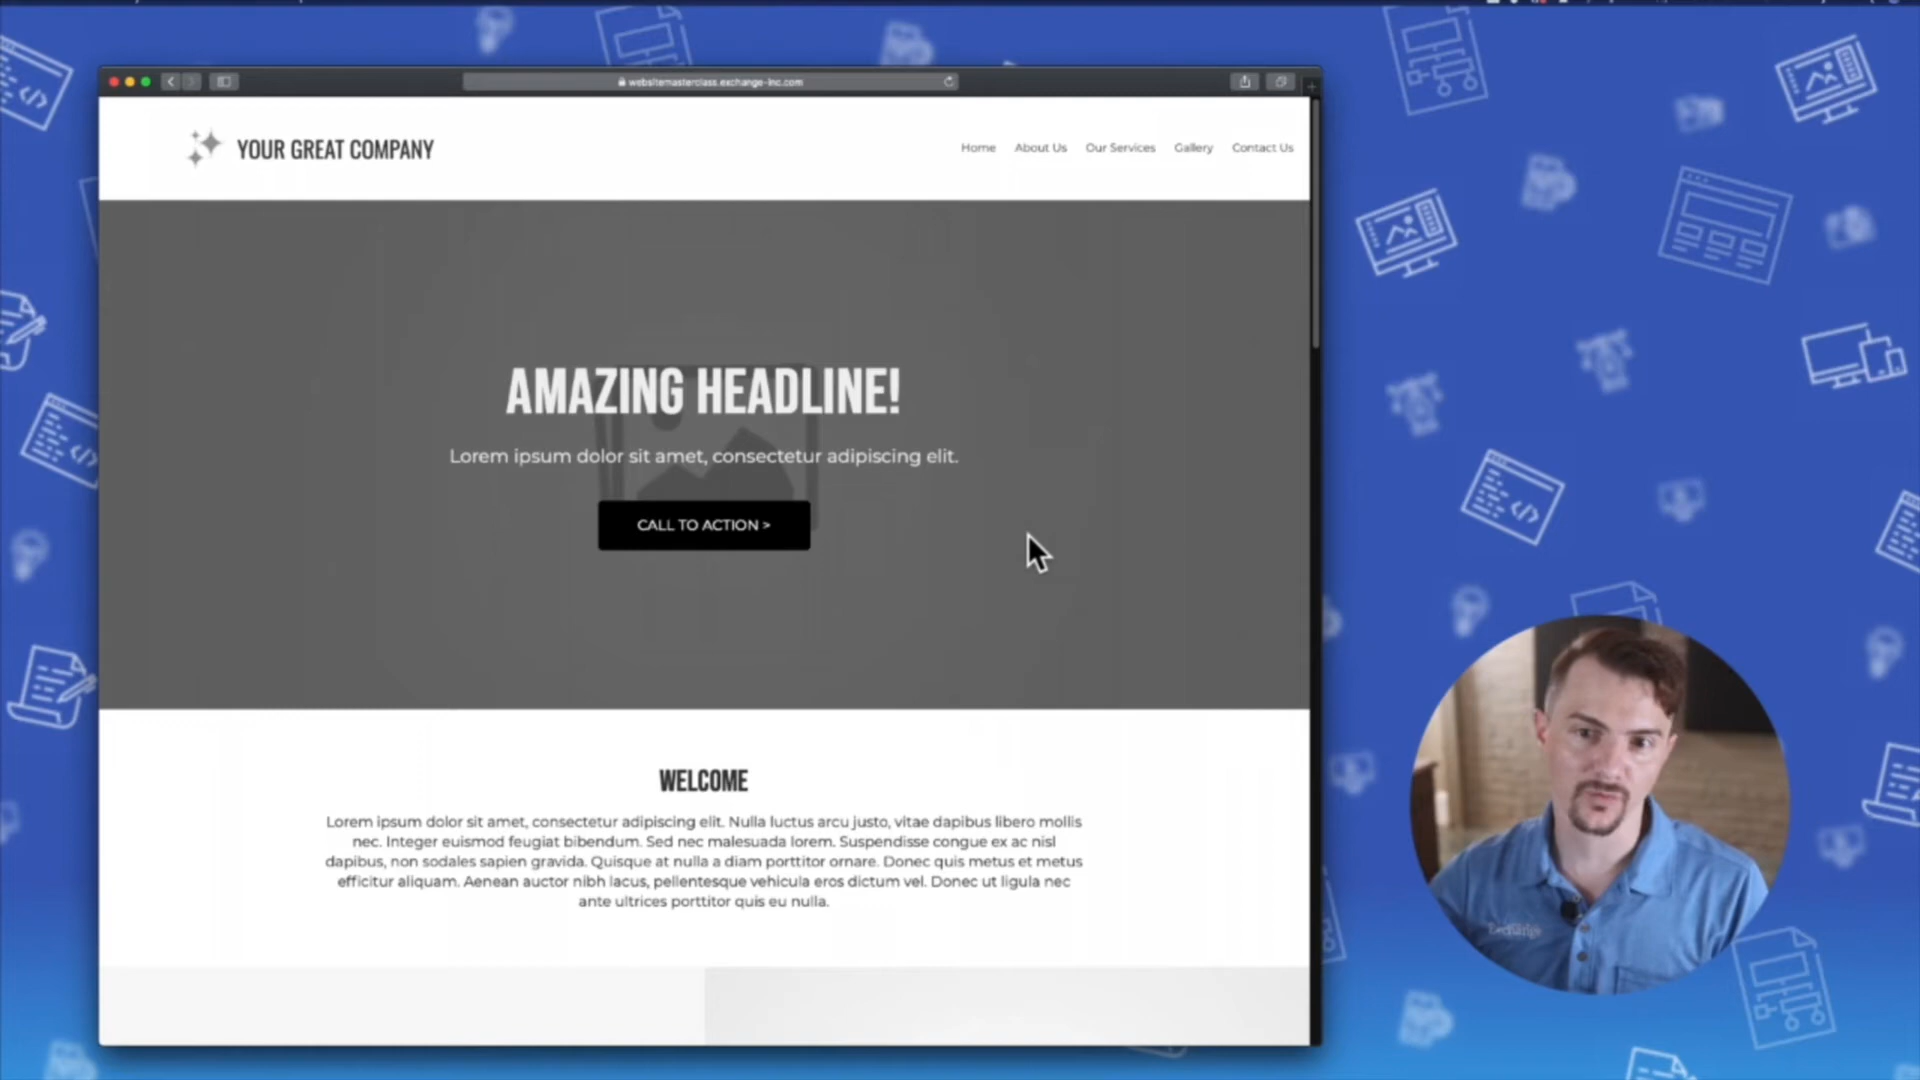 websitemasterclass.exchange-inc.com
YOUR GREAT COMPANY
Home About Us Our Services Gallery Contact Us
AMAZING HEADLINE!
Lorem ipsum dolor sit amet, consectetur adipiscing elit.
CALL TO ACTION >
WELCOME
Lorem ipsum dolor sit amet, consectetur adipiscing elit. Nulla luctus arcu justo, vitae dapibus libero mollis
nec. Integer euismod feugiat bibendum. Sed nec malesuada lorem. Suspendisse congue ex ac nisl
dapibus, non sodales sapien gravida. Quisque at nulla a diam porttitor ornare. Donec quis metus et metus
efficitur aliquam. Aenean auctor nibh lacus, pellentesque vehicula eros dictum vel. Donec ut ligula nec
ante ultrices porttitor quis eu nulla.
Exchange